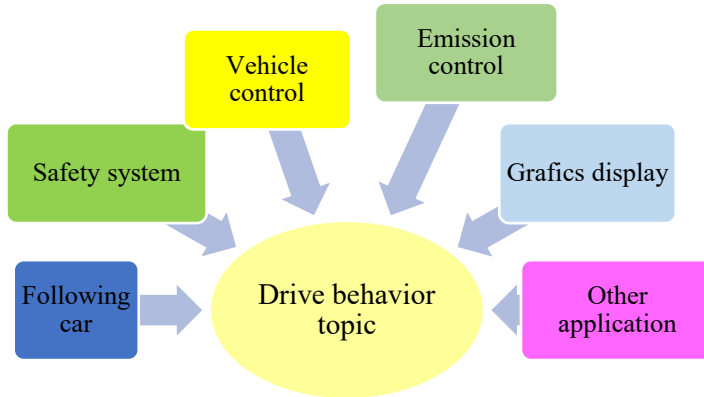 Emission
control
Vehicle
control
Safety system
Grafics display
Following
car
Drive behavior
topic
Other
application